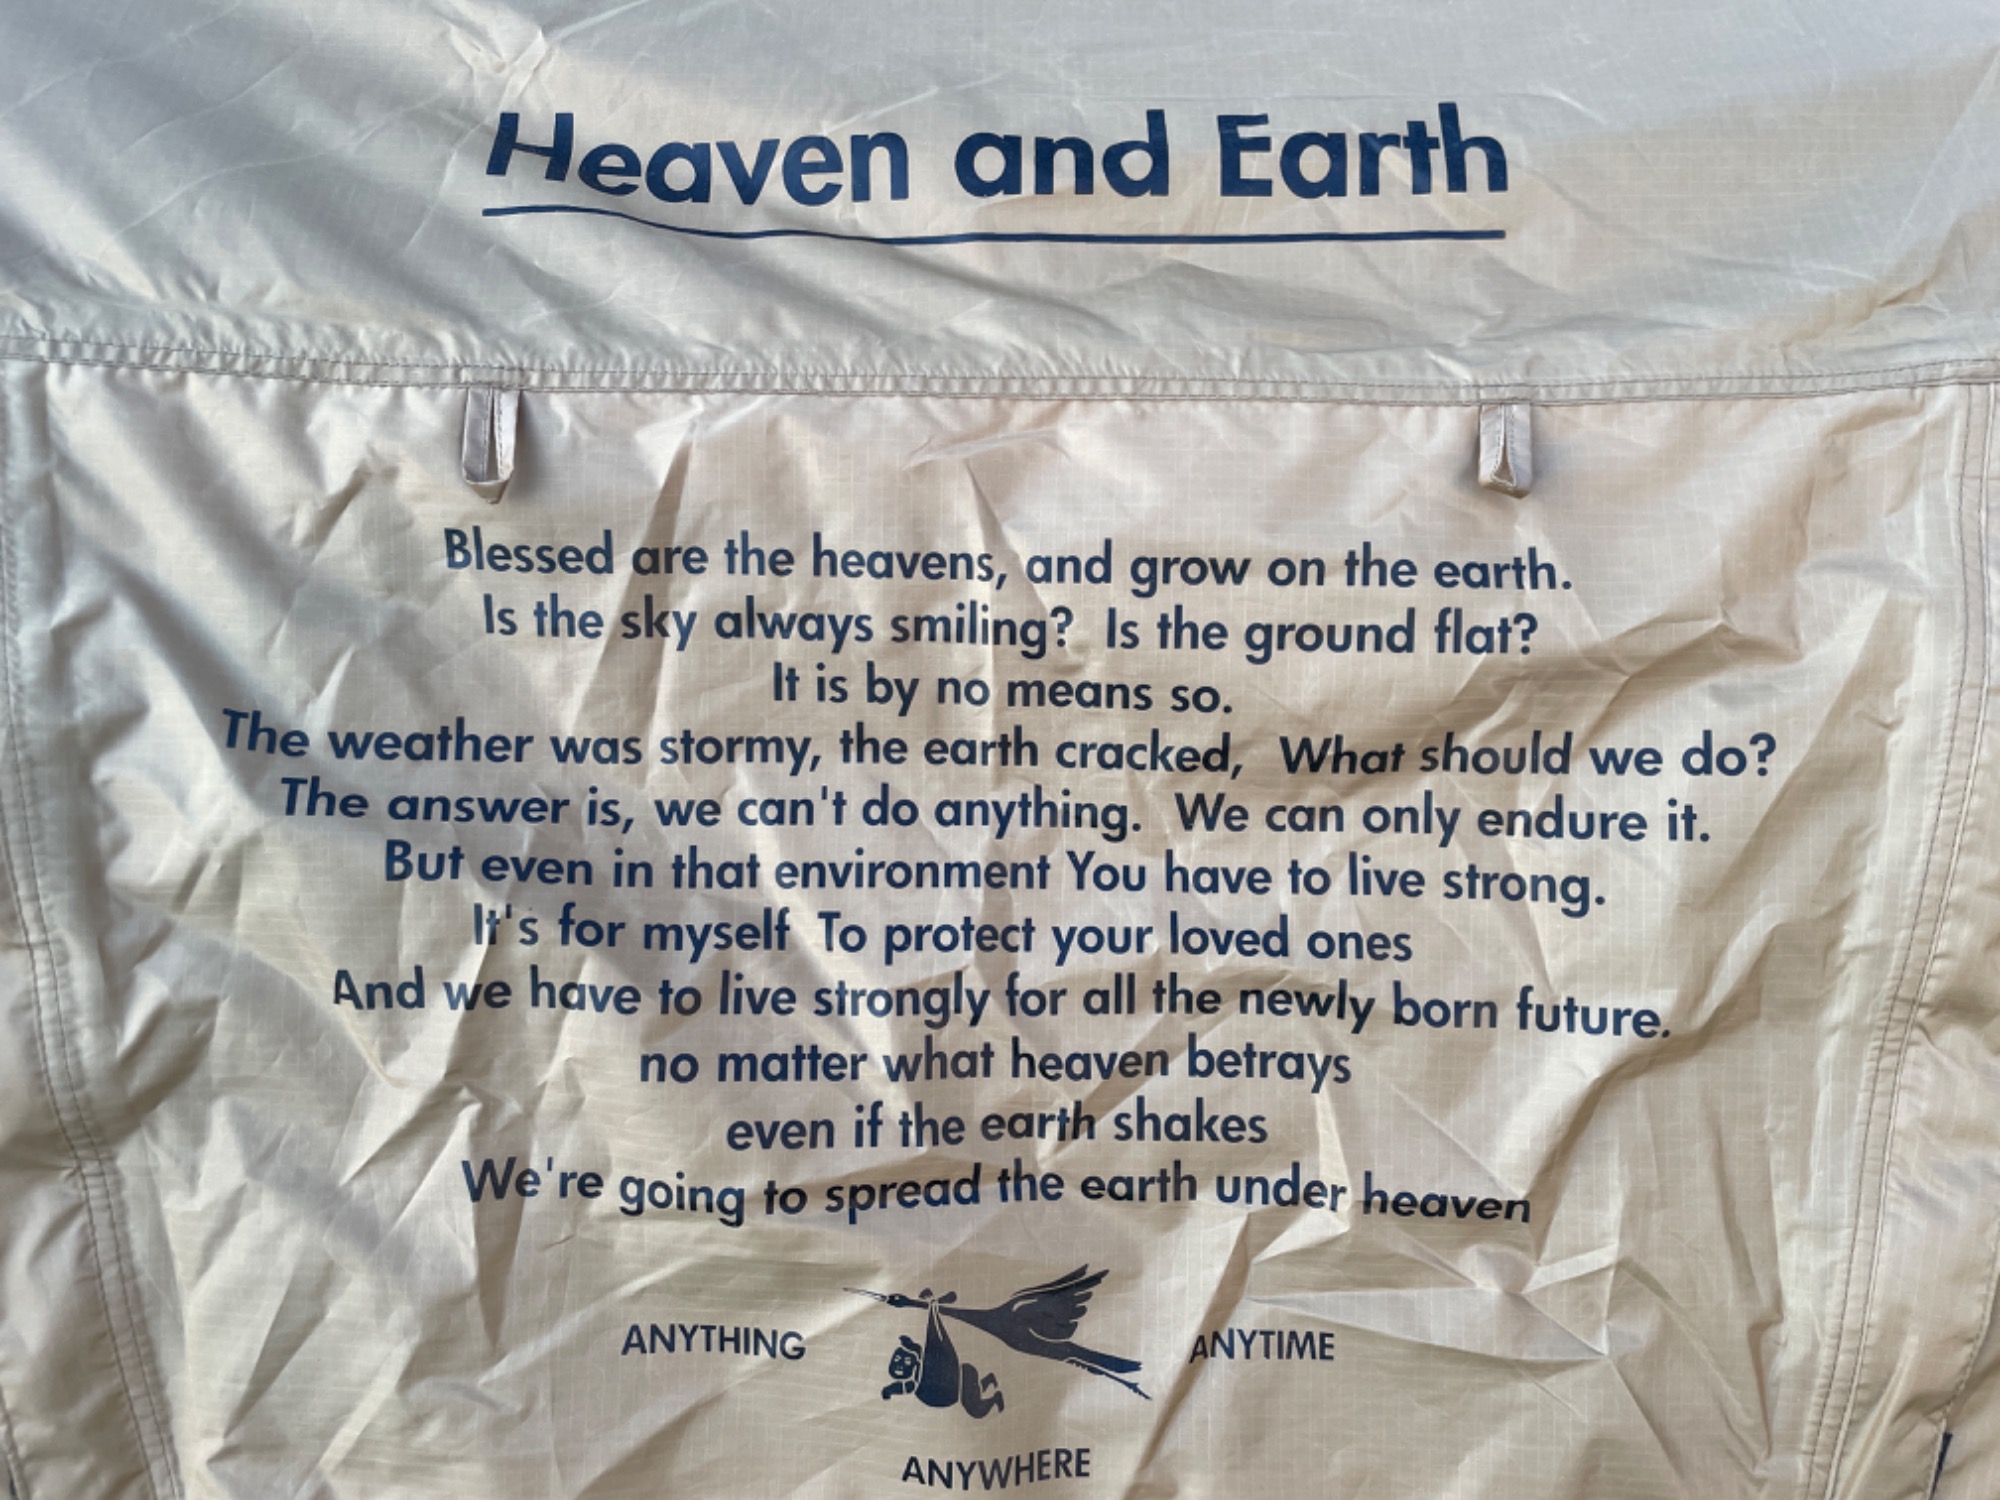 Heaven and Earth
Blessed are the heavens, and grow on the earth.
Is the sky always smiling? Is the ground flat?
It is by no means so.
The weather was stormy, the earth cracked, What should we do?
The answer is, we can't do anything. We can only endure it.
But even in that environment You have to live strong.
It's for myself To protect your loved ones
And we have to live strongly for all the newly born future.
no matter what heaven betrays
even if the earth shakes
We're going to spread the earth under heaven
ANYTHING ANYTIME
ANYWHERE